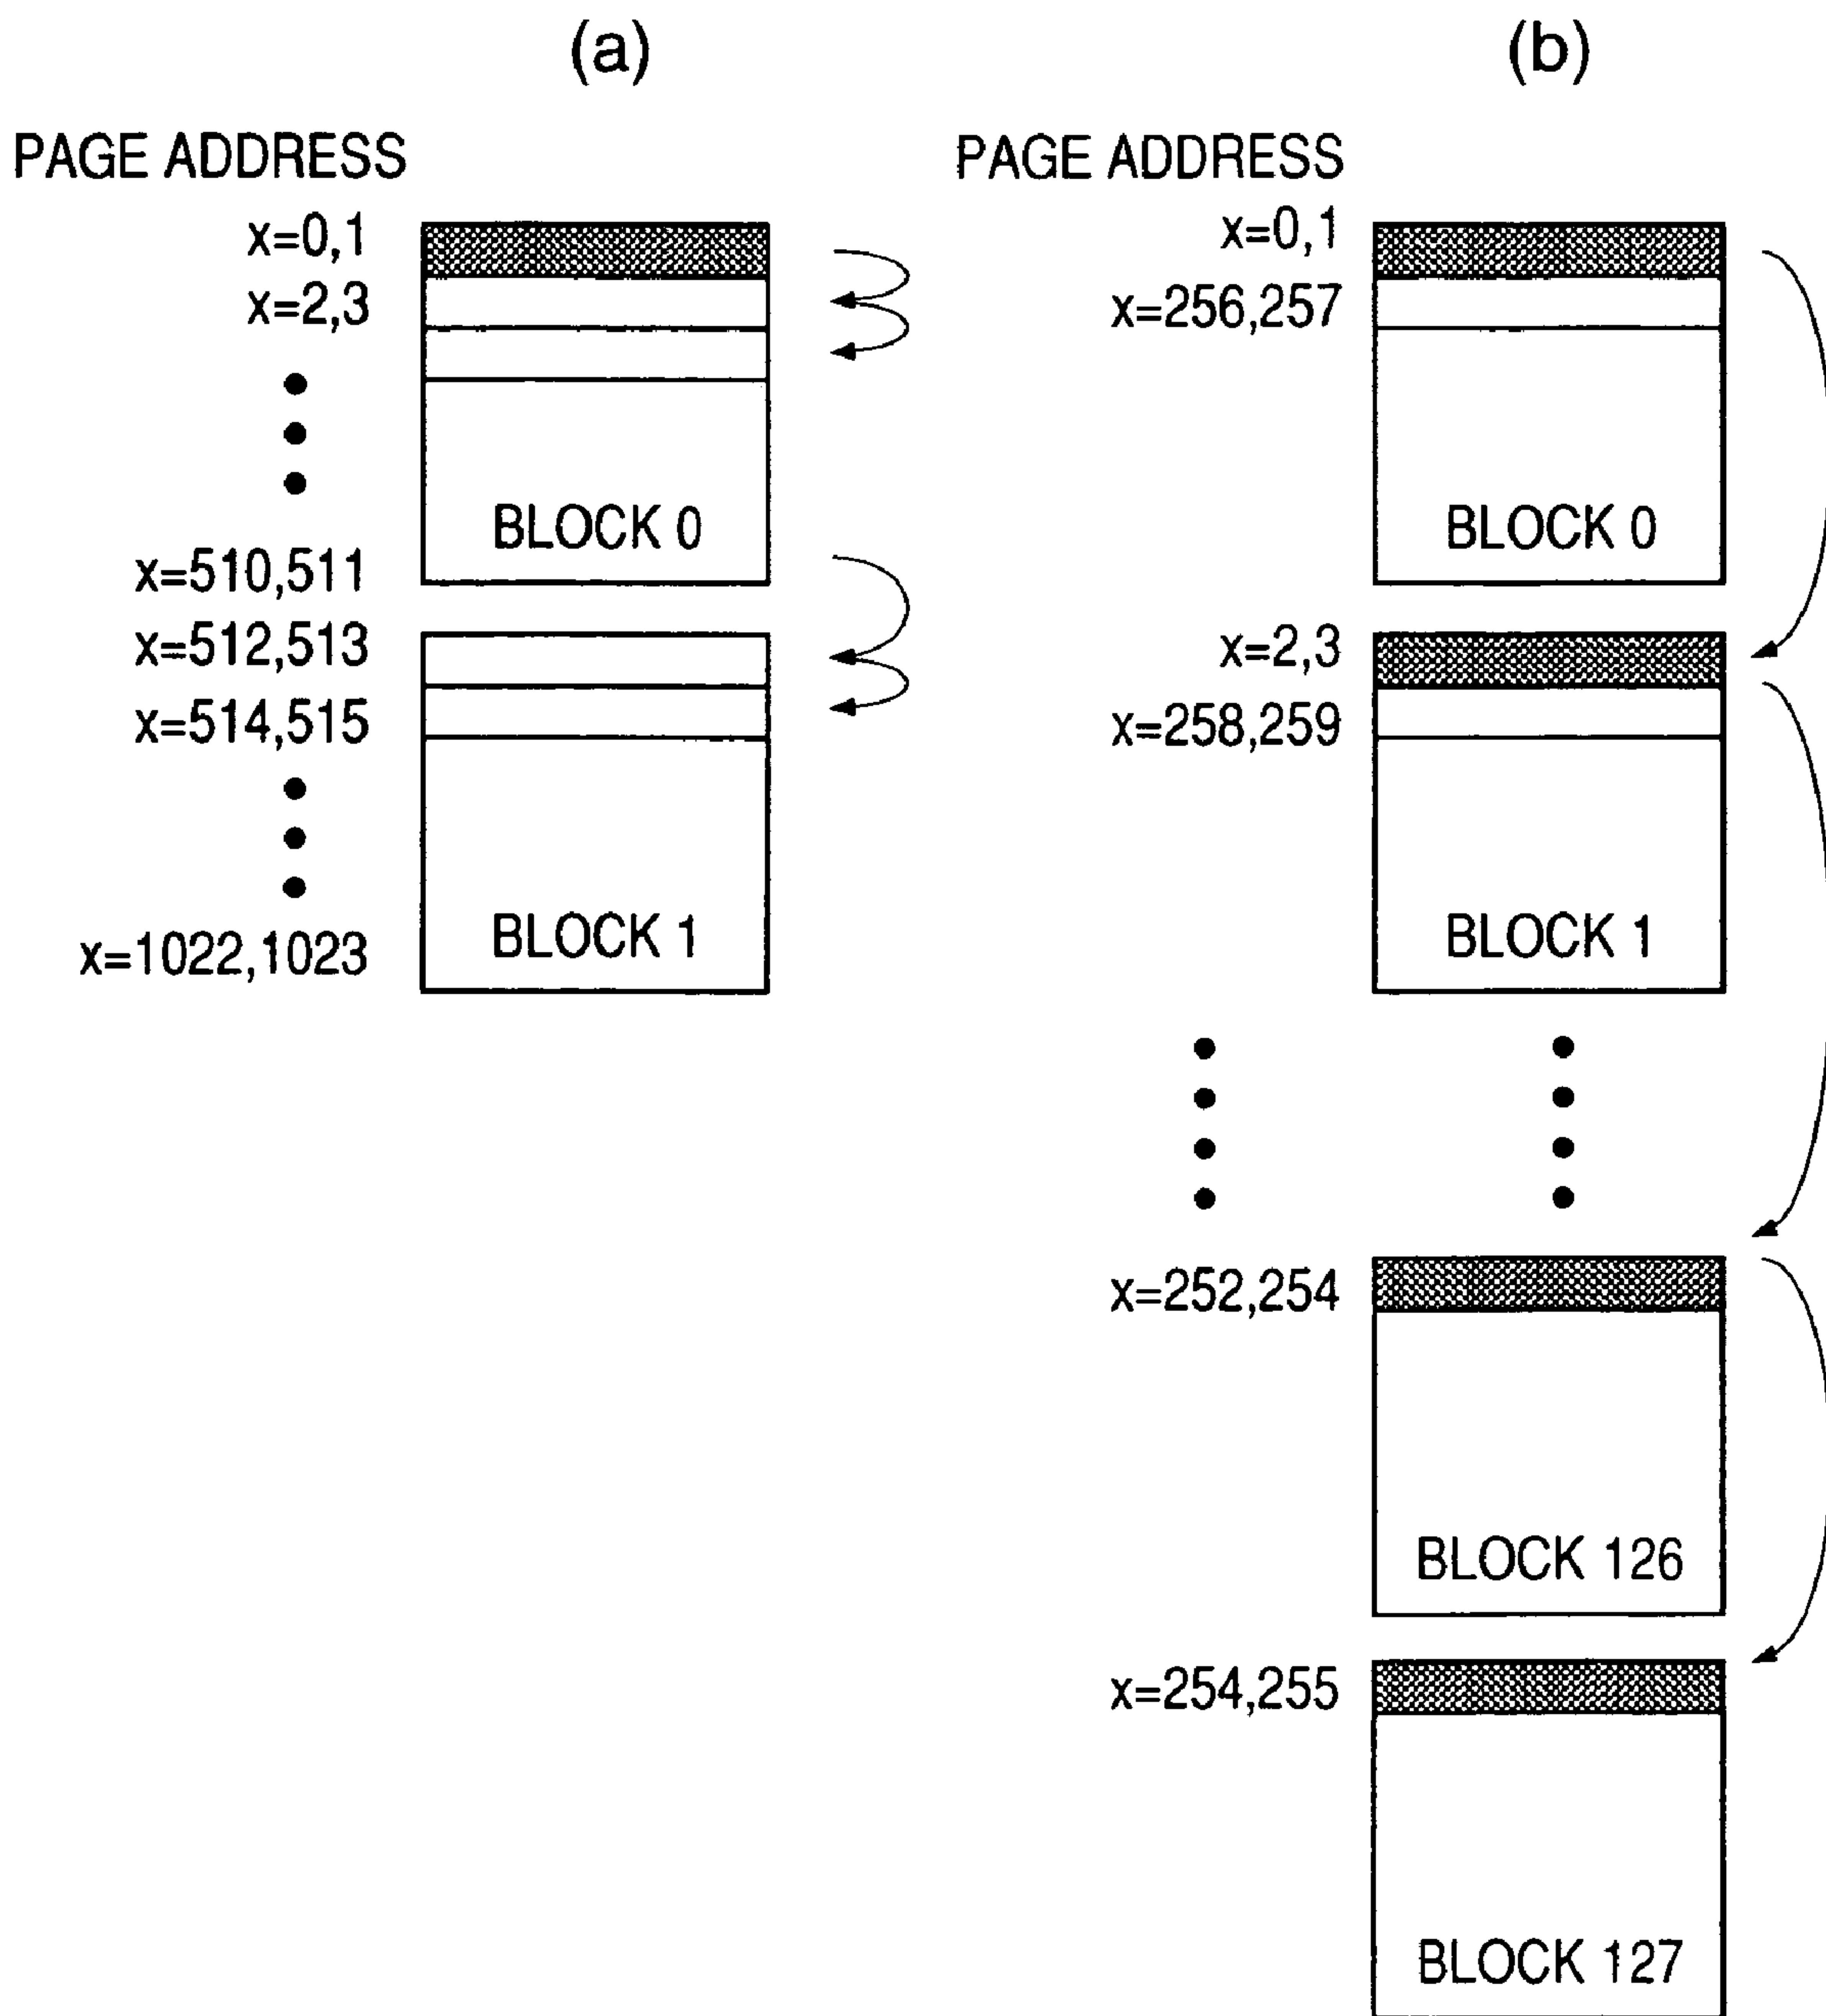 (a)
PAGE ADDRESS
x=0,1
x=2,3
BLOCK 0
x=510,511
x=512,513
x=514,515
BLOCK 1
x=1022,1023
(b)
PAGE ADDRESS
x=0,1
x=256,257
BLOCK 0
x=2,3
x=258,259
BLOCK 1
x=252,254
BLOCK 126
x=254,255
BLOCK 127